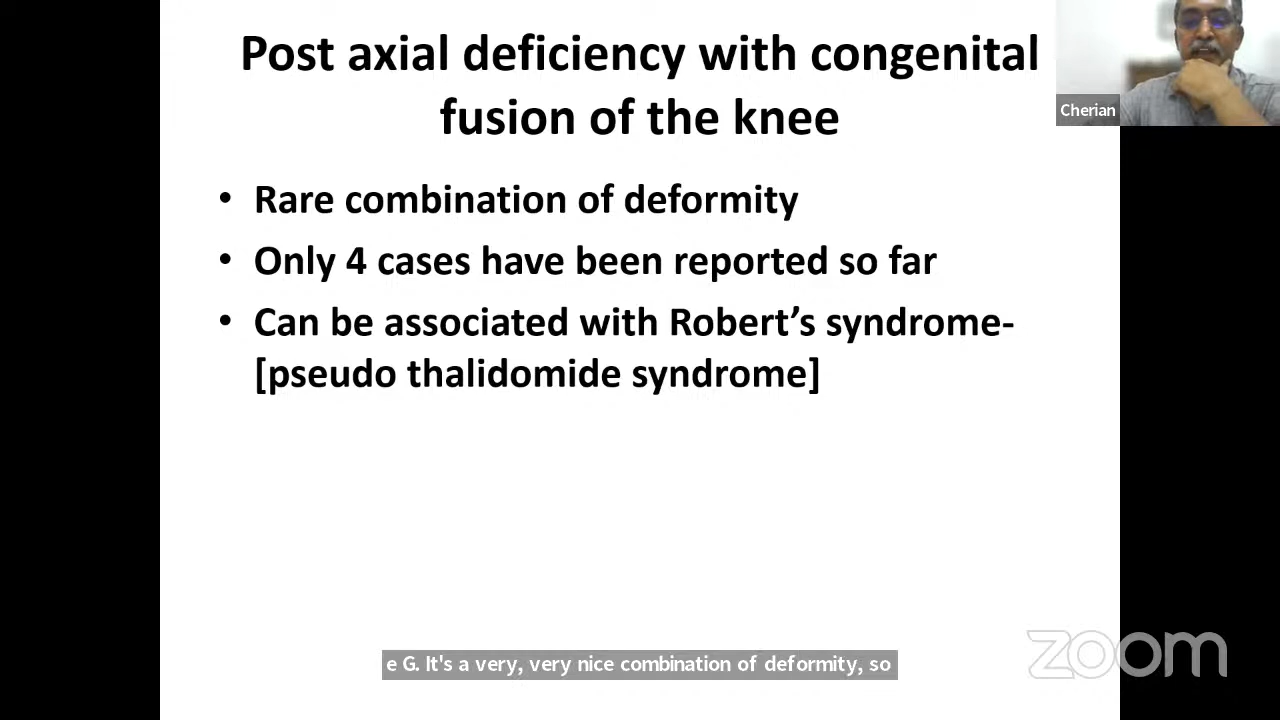 Post axial deficiency with congenital
fusion of the knee
Cherian
• Rare combination of deformity
• Only 4 cases have been reported so far
• Can be associated with Robert’s syndrome-
[pseudo thalidomide syndrome]
e G. It's a very, very nice combination of deformity, so
zoom